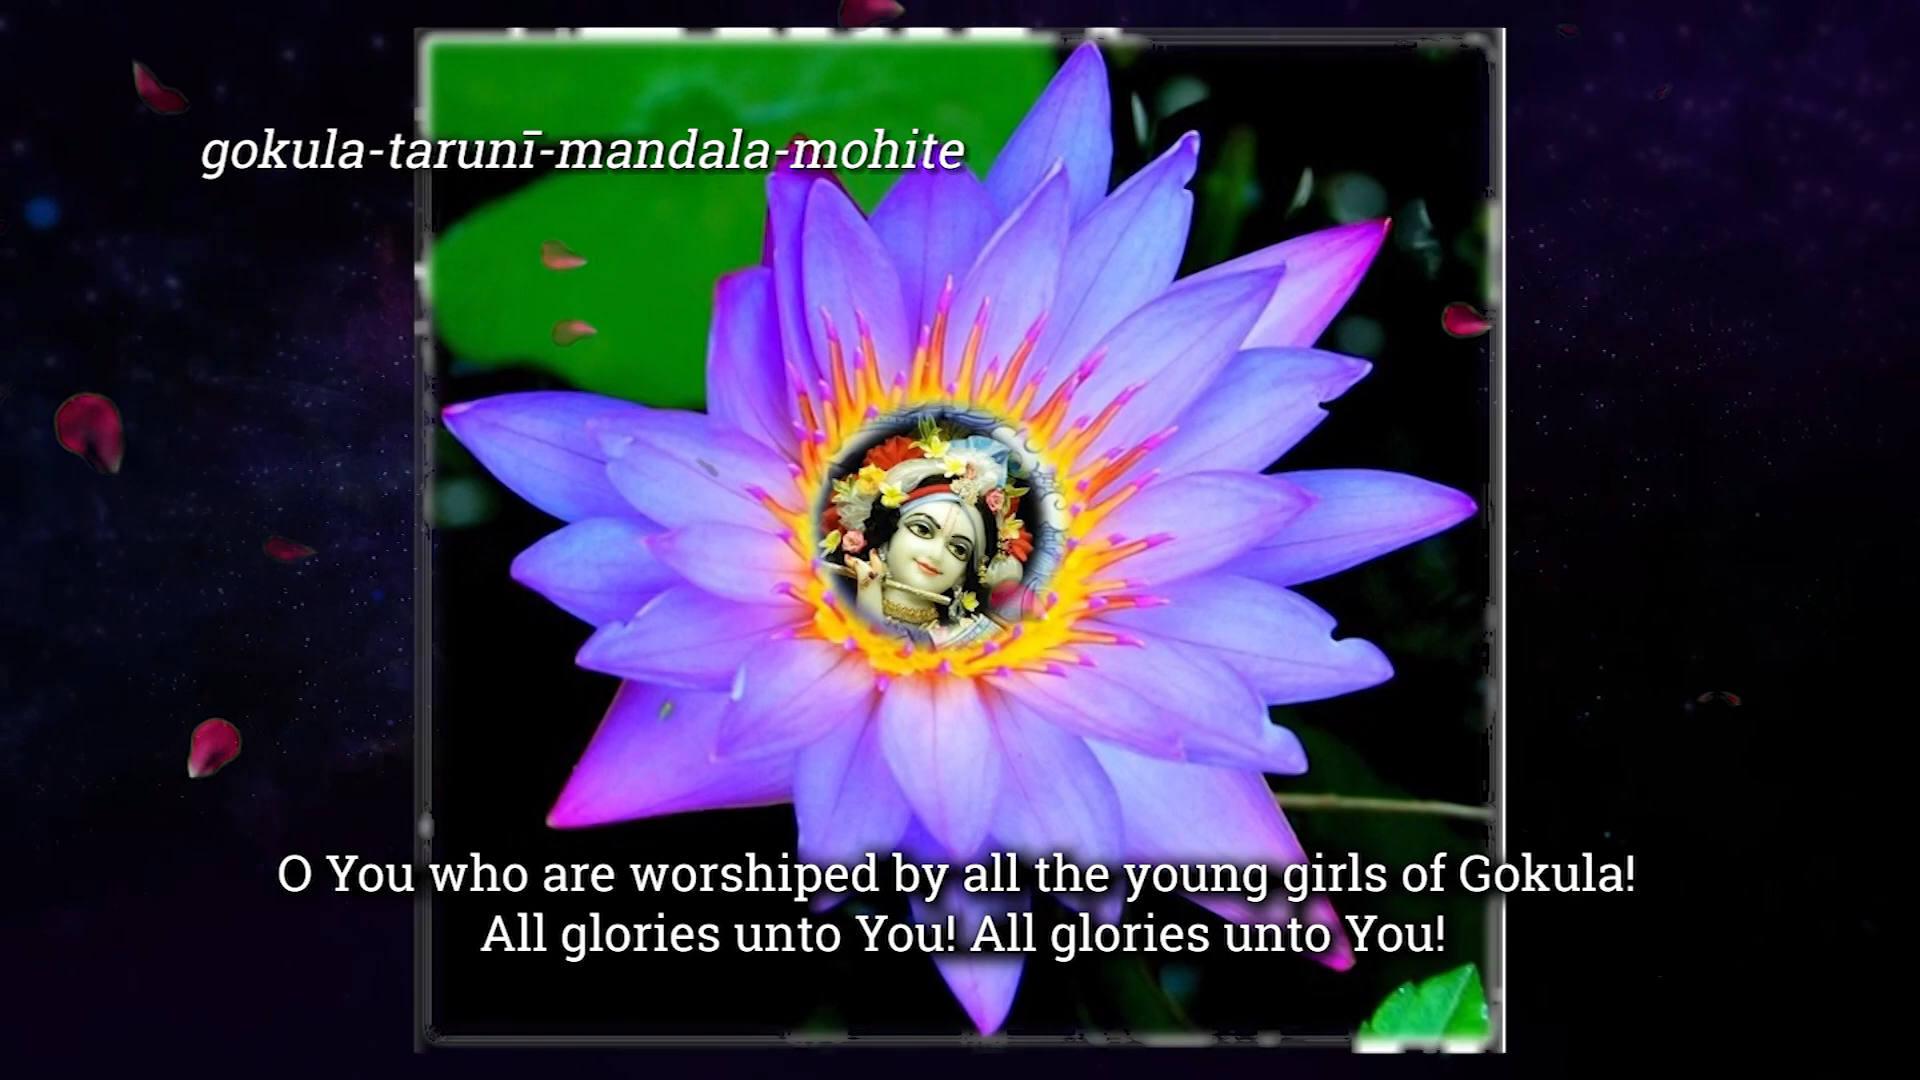 gokula-tarunī-mandala-mohite
O You who are worshiped by all the young girls of Gokula!
All glories unto You! All glories unto You!